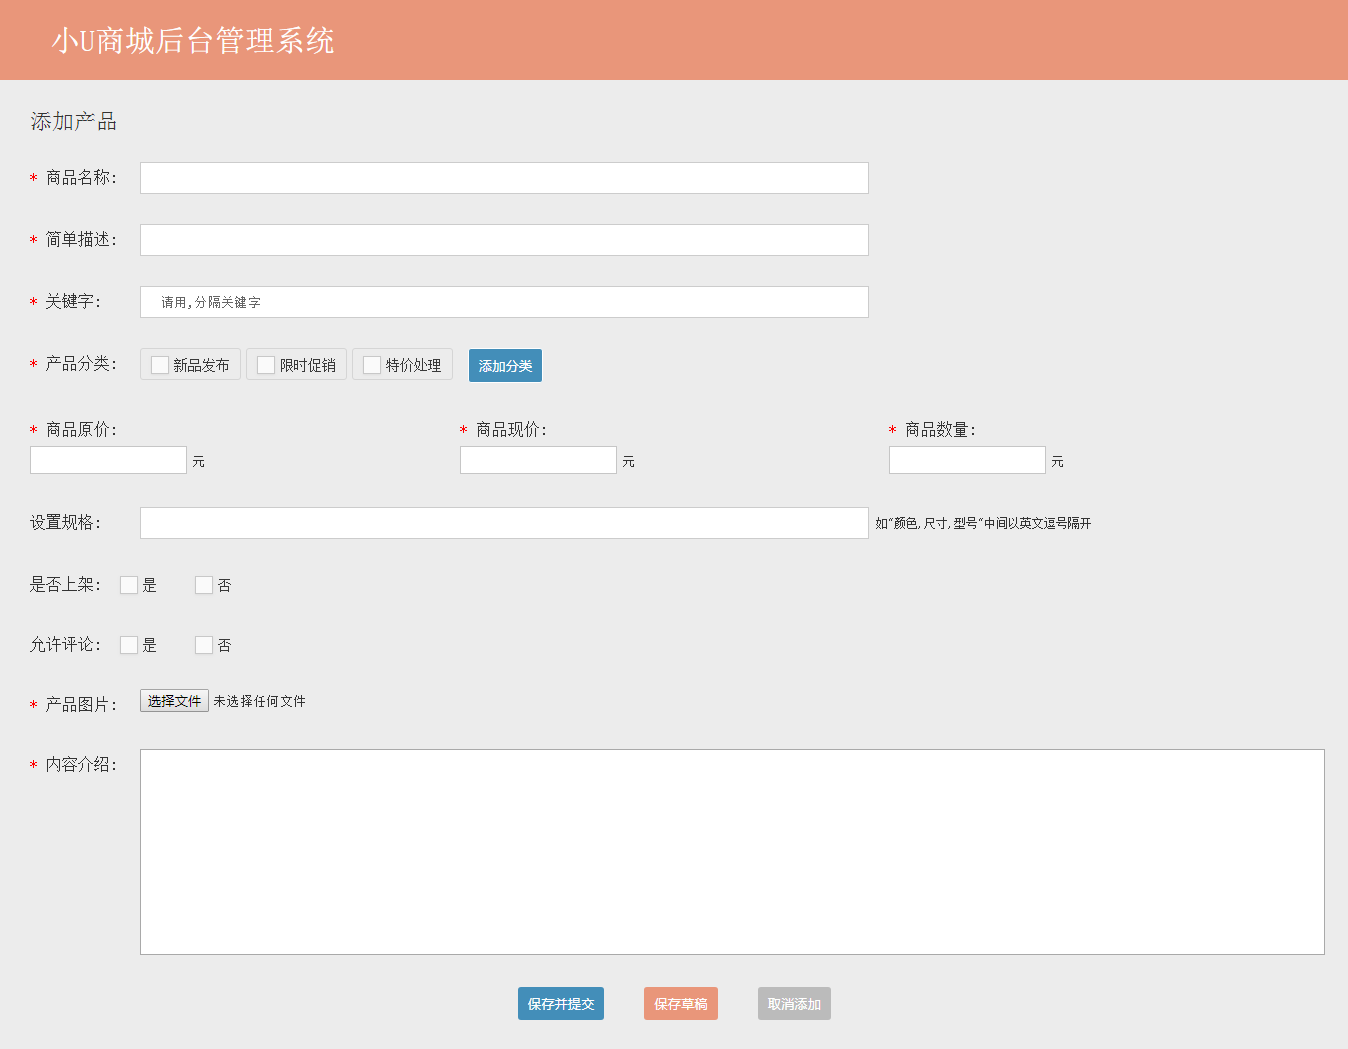 小U商城后台管理系统
添加产品
* 商品名称：
* 简单描述：
* 关键字： 请用,分隔关键字
* 产品分类： 新品发布 限时促销 特价处理 添加分类
* 商品原价： * 商品现价： * 商品数量：
元 元 元
设置规格： 如"颜色,尺寸,型号"中间以英文逗号隔开
是否上架： 是 否
允许评论： 是 否
* 产品图片： 选择文件 未选择任何文件
* 内容介绍：
保存并提交 保存草稿 取消添加